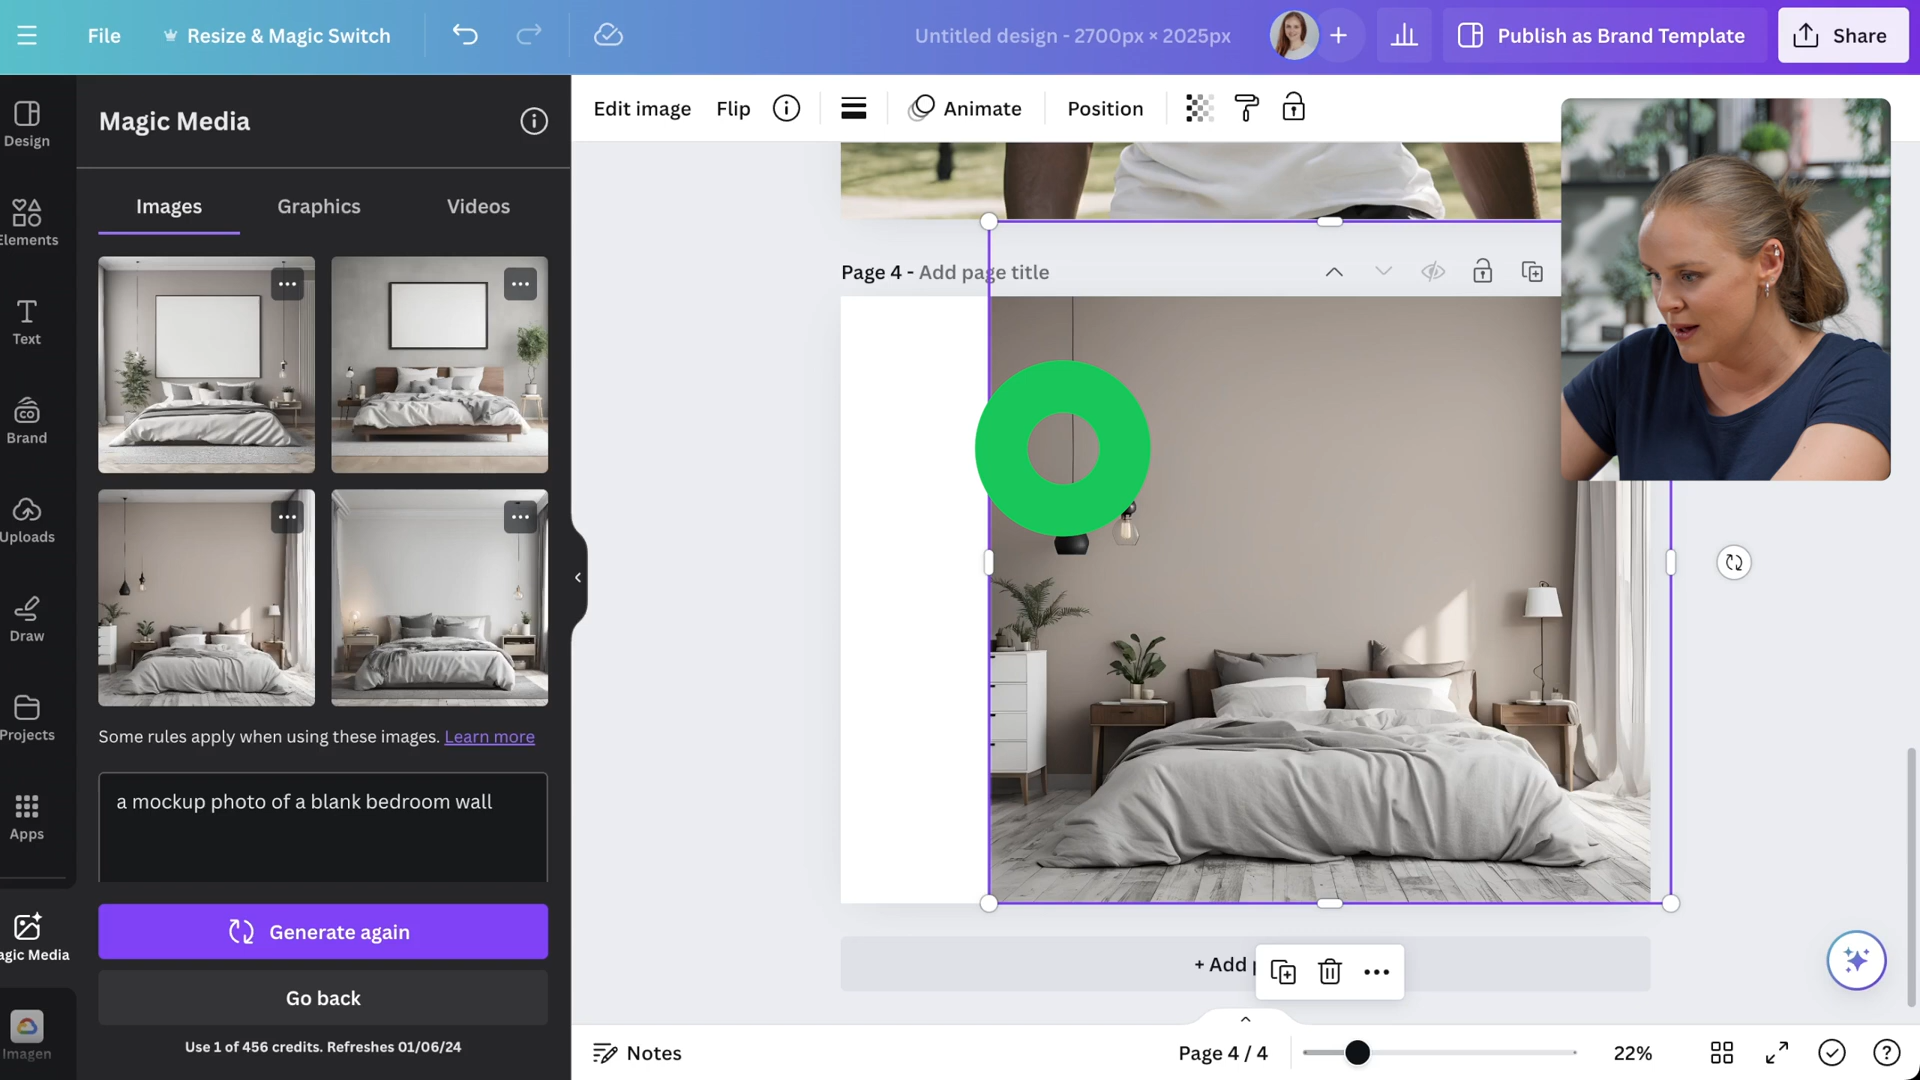 File
Resize & Magic Switch
Untitled design - 2700px × 2025px
Publish as Brand Template
Share
Design
Elements
Text
Brand
Uploads
Draw
Projects
Apps
agic Media
Imagen
Magic Media
Images
Graphics
Videos
Some rules apply when using these images. Learn more
a mockup photo of a blank bedroom wall
Generate again
Go back
Use 1 of 456 credits. Refreshes 01/06/24
Edit image
Flip
Animate
Position
Page 4 - Add page title
+ Add p
Notes
Page 4 / 4
22%